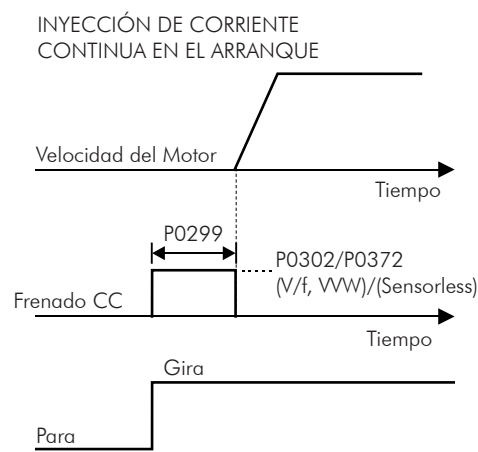 INYECCIÓN DE CORRIENTE
CONTINUA EN EL ARRANQUE
Velocidad del Motor
Tiempo
P0299
P0302/P0372
(V/f, VVW)/(Sensorless)
Frenado CC
Tiempo
Gira
Para